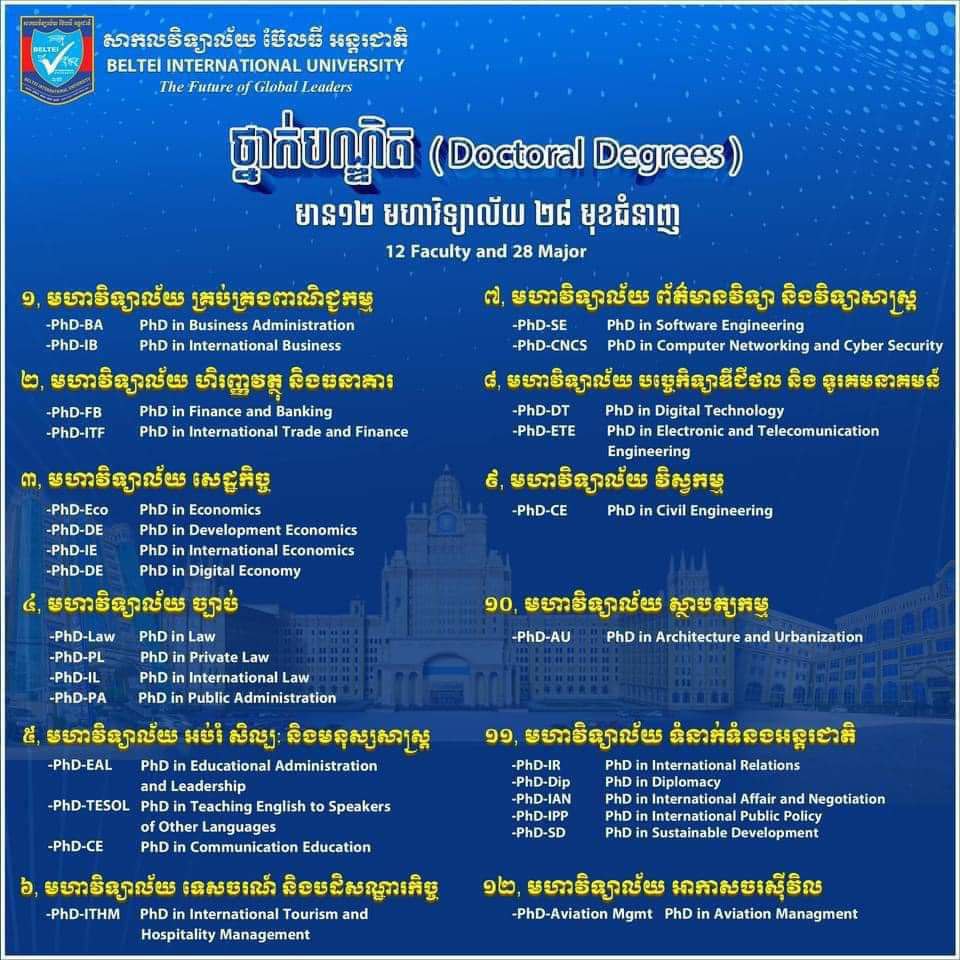 សាកលវិទ្យាល័យ ប៊ែលធី អន្តរជាតិ
BELTEI INTERNATIONAL UNIVERSITY
The Future of Global Leaders
BELTEI
ថ្នាក់បណ្ឌិត (Doctoral Degrees)
មាន១២ មហាវិទ្យាល័យ ២៨ មុខជំនាញ
12 Faculty and 28 Major
១, មហាវិទ្យាល័យ គ្រប់គ្រងពាណិជ្ជកម្ម
-PhD-BA PhD in Business Administration
-PhD-IB PhD in International Business
២, មហាវិទ្យាល័យ ហិរញ្ញវត្ថុ និងធនាគារ
-PhD-FB PhD in Finance and Banking
-PhD-ITF PhD in International Trade and Finance
៣, មហាវិទ្យាល័យ សេដ្ឋកិច្ច
-PhD-Eco PhD in Economics
-PhD-DE PhD in Development Economics
-PhD-IE PhD in International Economics
-PhD-DE PhD in Digital Economy
៤, មហាវិទ្យាល័យ ច្បាប់
-PhD-Law PhD in Law
-PhD-PL PhD in Private Law
-PhD-IL PhD in International Law
-PhD-PA PhD in Public Administration
៥, មហាវិទ្យាល័យ អប់រំ សិល្បៈ និងមនុស្សសាស្ត្រ
-PhD-EAL PhD in Educational Administration
and Leadership
-PhD-TESOL PhD in Teaching English to Speakers
of Other Languages
-PhD-CE PhD in Communication Education
៦, មហាវិទ្យាល័យ ទេសចរណ៍ និងបដិសណ្ឋារកិច្ច
-PhD-ITHM PhD in International Tourism and
Hospitality Management
៧, មហាវិទ្យាល័យ ព័ត៌មានវិទ្យា និងវិទ្យាសាស្ត្រ
-PhD-SE PhD in Software Engineering
-PhD-CNCS PhD in Computer Networking and Cyber Security
៨, មហាវិទ្យាល័យ បច្ចេកវិទ្យាឌីជីថល និង ទូរគមនាគមន៍
-PhD-DT PhD in Digital Technology
-PhD-ETE PhD in Electronic and Telecomunication
Engineering
៩, មហាវិទ្យាល័យ វិស្វកម្ម
-PhD-CE PhD in Civil Engineering
១០, មហាវិទ្យាល័យ ស្ថាបត្យកម្ម
-PhD-AU PhD in Architecture and Urbanization
១១, មហាវិទ្យាល័យ ទំនាក់ទំនងអន្តរជាតិ
-PhD-IR PhD in International Relations
-PhD-Dip PhD in Diplomacy
-PhD-IAN PhD in International Affair and Negotiation
-PhD-IPP PhD in International Public Policy
-PhD-SD PhD in Sustainable Development
១២, មហាវិទ្យាល័យ អាកាសចរស៊ីវិល
-PhD-Aviation Mgmt PhD in Aviation Managment